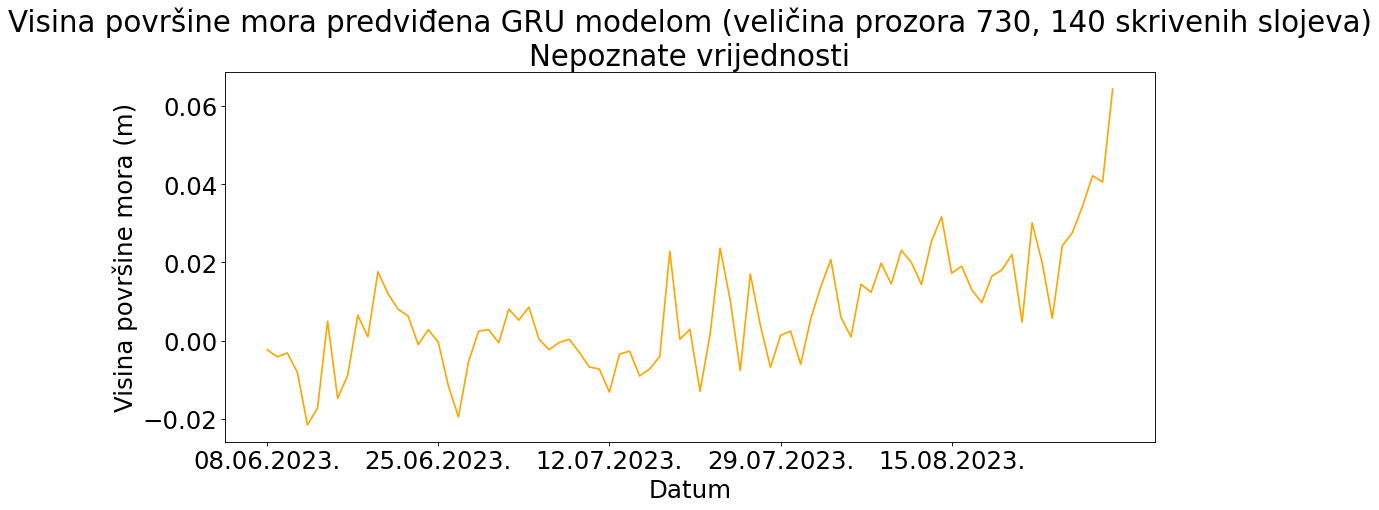 Visina površine mora predviđena GRU modelom (veličina prozora 730, 140 skrivenih slojeva)
Nepoznate vrijednosti
Visina površine mora (m)
0.06
0.04
0.02
0.00
−0.02
08.06.2023. 25.06.2023. 12.07.2023. 29.07.2023. 15.08.2023.
Datum